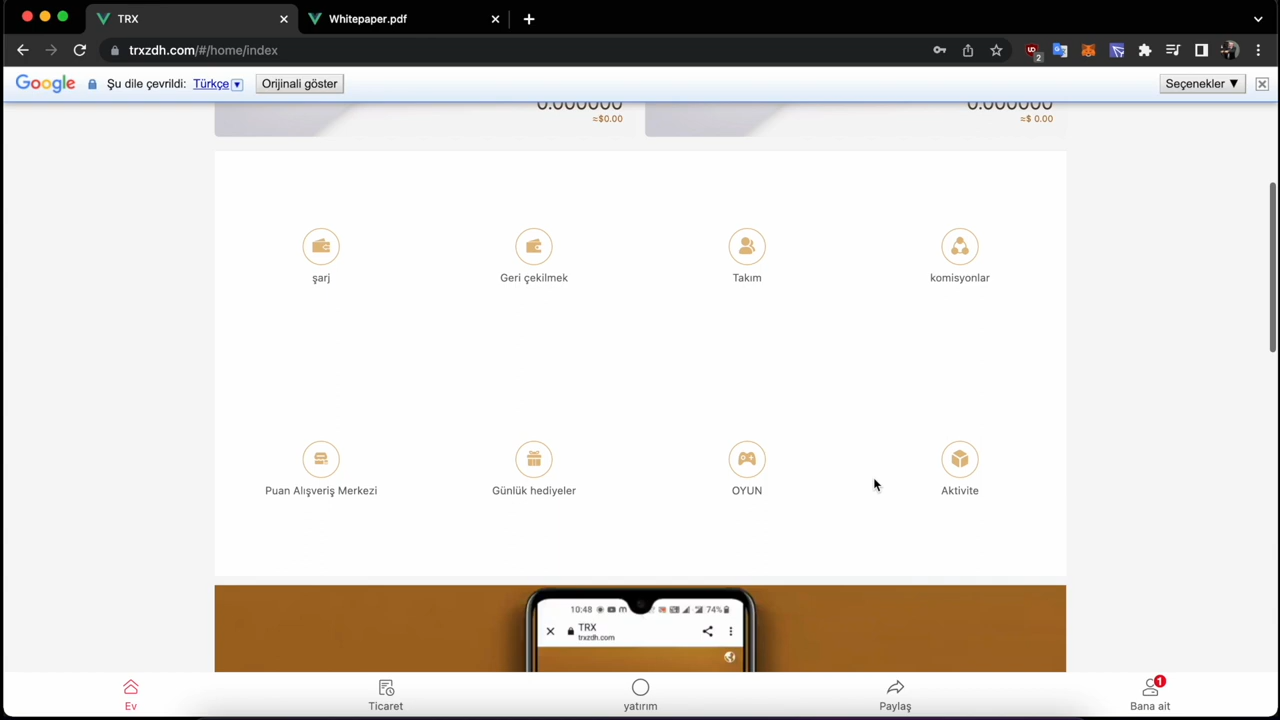 TRX
Whitepaper.pdf
trxzdh.com/#/home/index
2
Google
Şu dile çevrildi: Türkçe ▼
Orijinali göster
Seçenekler ▼
0.000000
0.000000
≈$0.00
≈$ 0.00
şarj
Geri çekilmek
Takım
komisyonlar
Puan Alışveriş Merkezi
Günlük hediyeler
OYUN
Aktivite
10:48
m
74%
TRX
trxzdh.com
1
Ev
Ticaret
yatırım
Paylaş
Bana ait